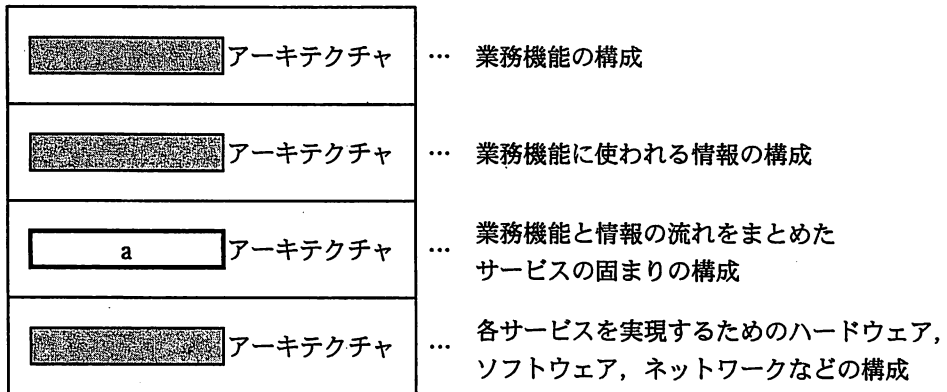 アーキテクチャ … 業務機能の構成
アーキテクチャ … 業務機能に使われる情報の構成
a アーキテクチャ … 業務機能と情報の流れをまとめた
サービスの固まりの構成
アーキテクチャ … 各サービスを実現するためのハードウェア，
ソフトウェア，ネットワークなどの構成